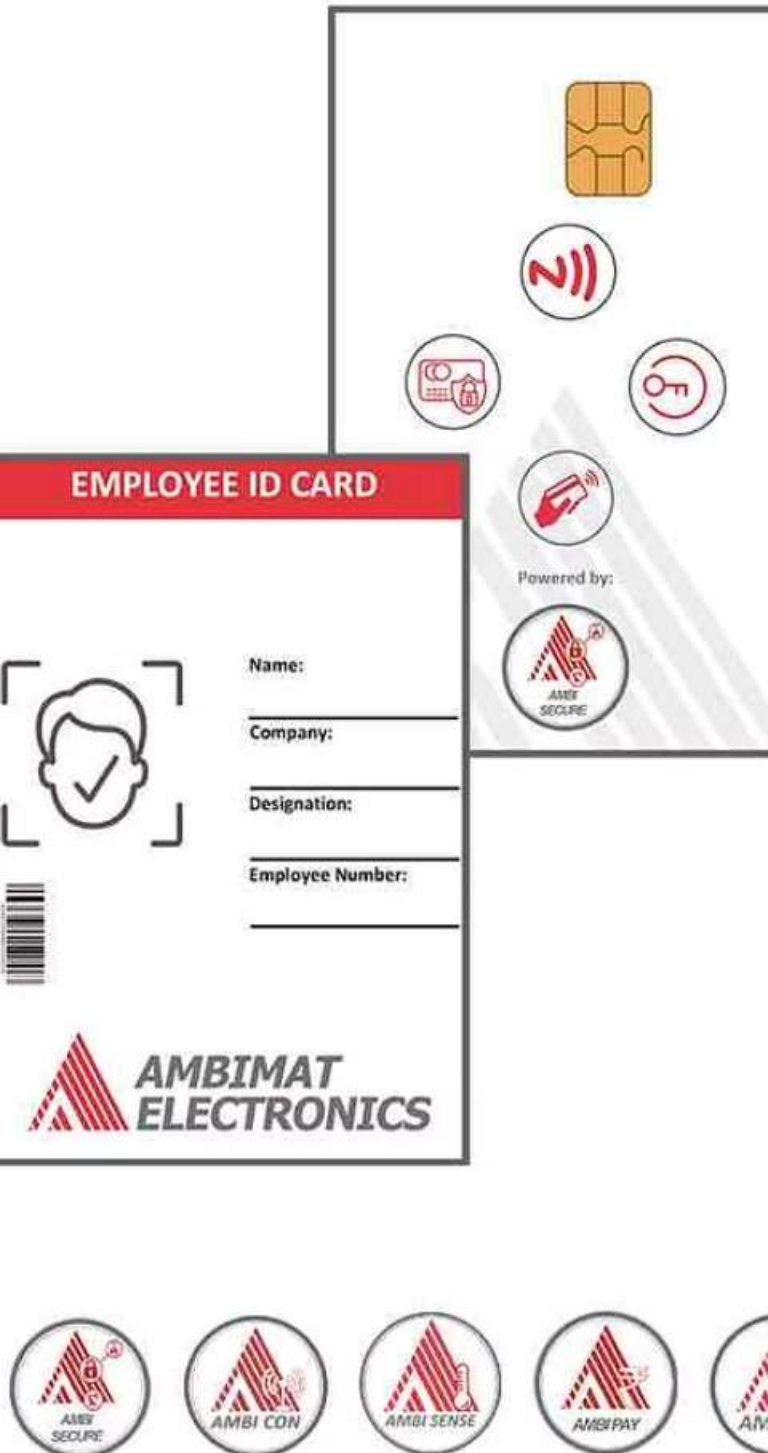 Powered by:
AMBI
SECURE
EMPLOYEE ID CARD
Name:
Company:
Designation:
Employee Number:
AMBIMAT
ELECTRONICS
AMBI
SECURE
AMBI CON
AMBI SENSE
AMBIPAY
AM